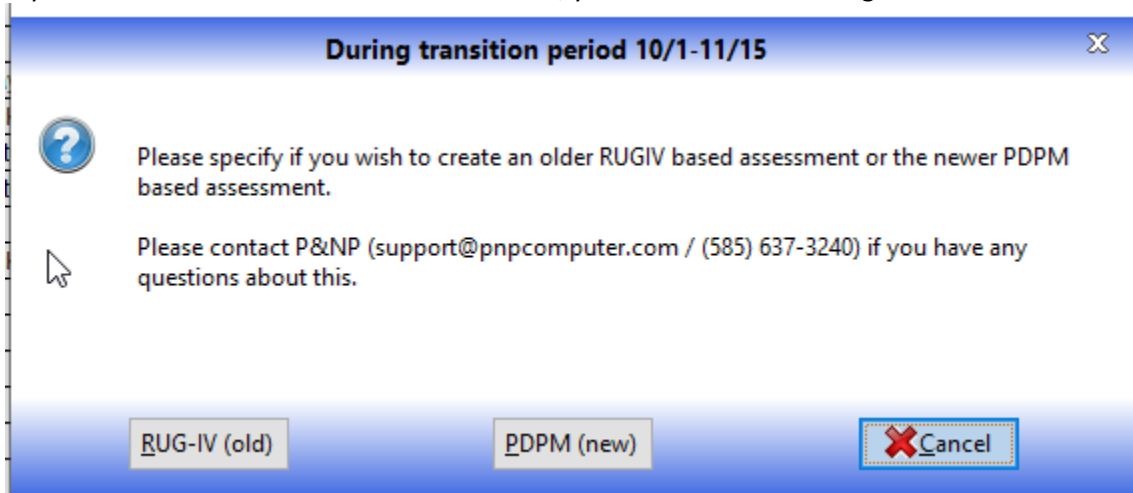 During transition period 10/1-11/15
Please specify if you wish to create an older RUGIV based assessment or the newer PDPM
based assessment.
Please contact P&NP (support@pnpcomputer.com / (585) 637-3240) if you have any
questions about this.
RUG-IV (old)
PDPM (new)
Cancel